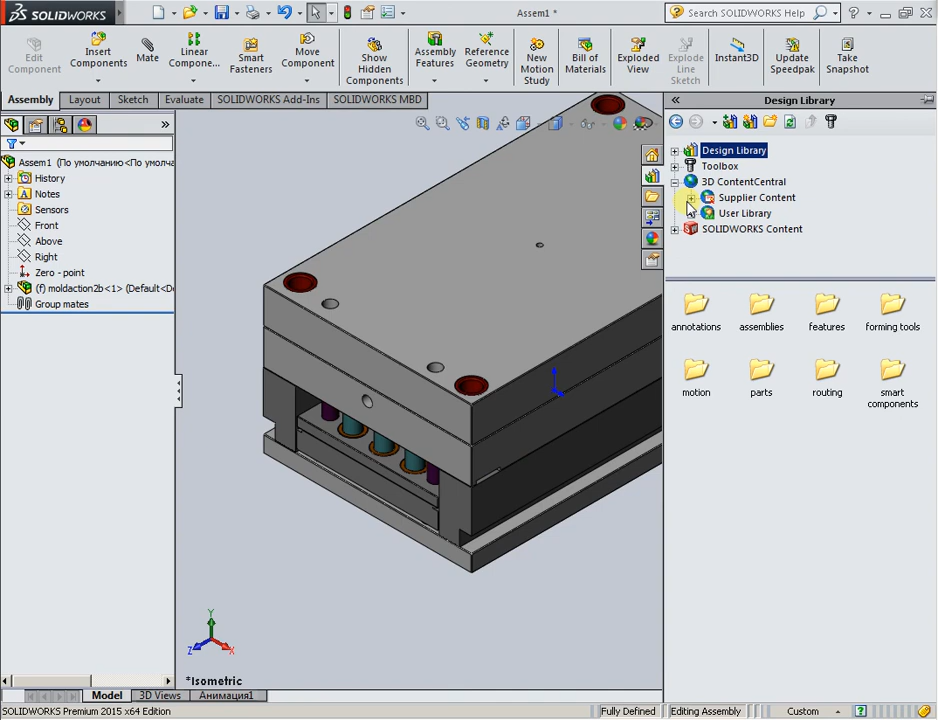 SOLIDWORKS
Assem1 *
Search SOLIDWORKS Help
Edit Component
Insert Components
Mate
Linear Compone...
Smart Fasteners
Move Component
Show Hidden Components
Assembly Features
Reference Geometry
New Motion Study
Bill of Materials
Exploded View
Explode Line Sketch
Instant3D
Update Speedpak
Take Snapshot
Assembly
Layout
Sketch
Evaluate
SOLIDWORKS Add-Ins
SOLIDWORKS MBD
Design Library
Assem1 (По умолчанию<По умолча
History
Notes
Sensors
Front
Above
Right
Zero - point
(f) moldaction2b<1> (Default<De
Group mates
Design Library
Toolbox
3D ContentCentral
Supplier Content
User Library
SOLIDWORKS Content
annotations
assemblies
features
forming tools
motion
parts
routing
smart components
Y
Z
X
*Isometric
Model
3D Views
Анимация1
SOLIDWORKS Premium 2015 x64 Edition
Fully Defined
Editing Assembly
Custom